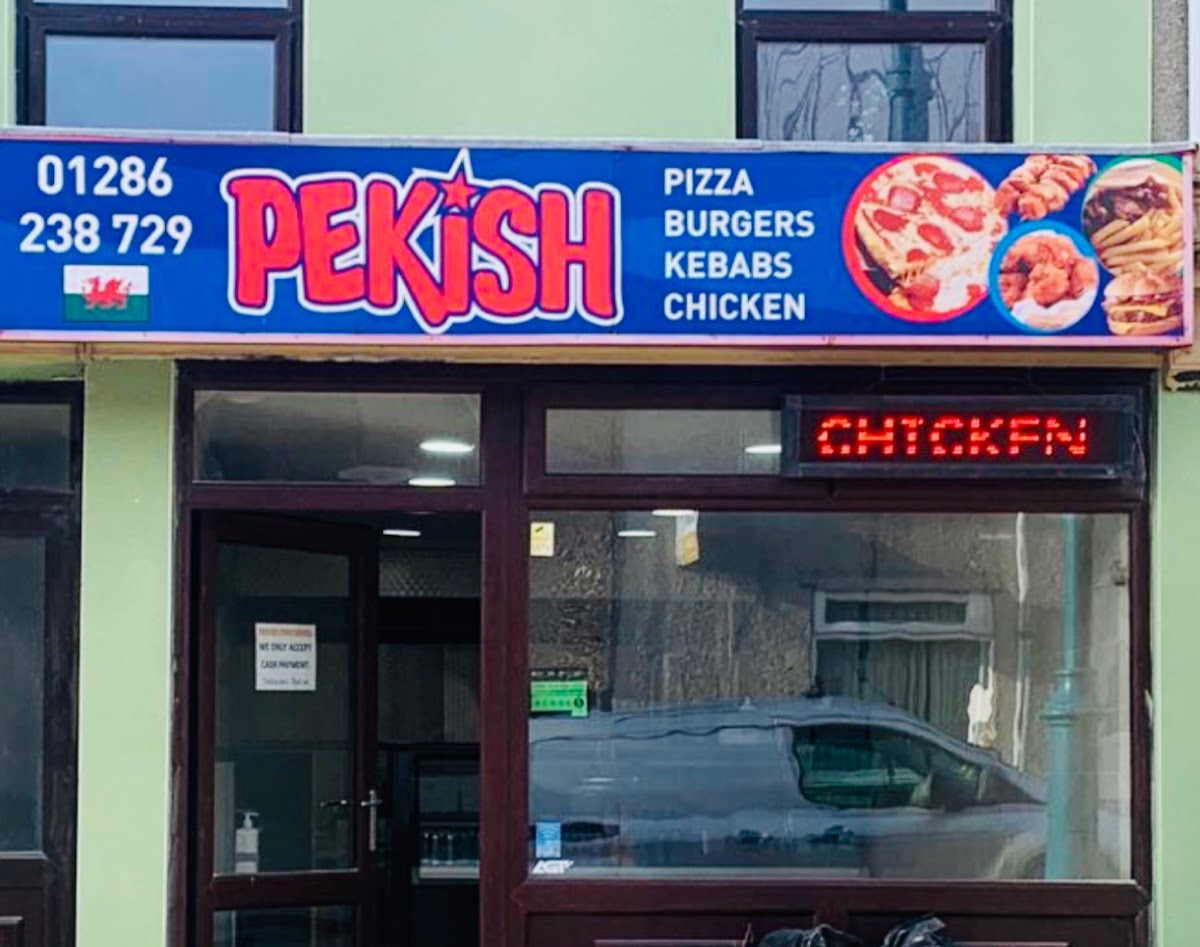 01286
238 729
PEKiSH
PIZZA
BURGERS
KEBABS
CHICKEN
CHICKEN
WE ONLY ACCEPT
CASH PAYMENT.